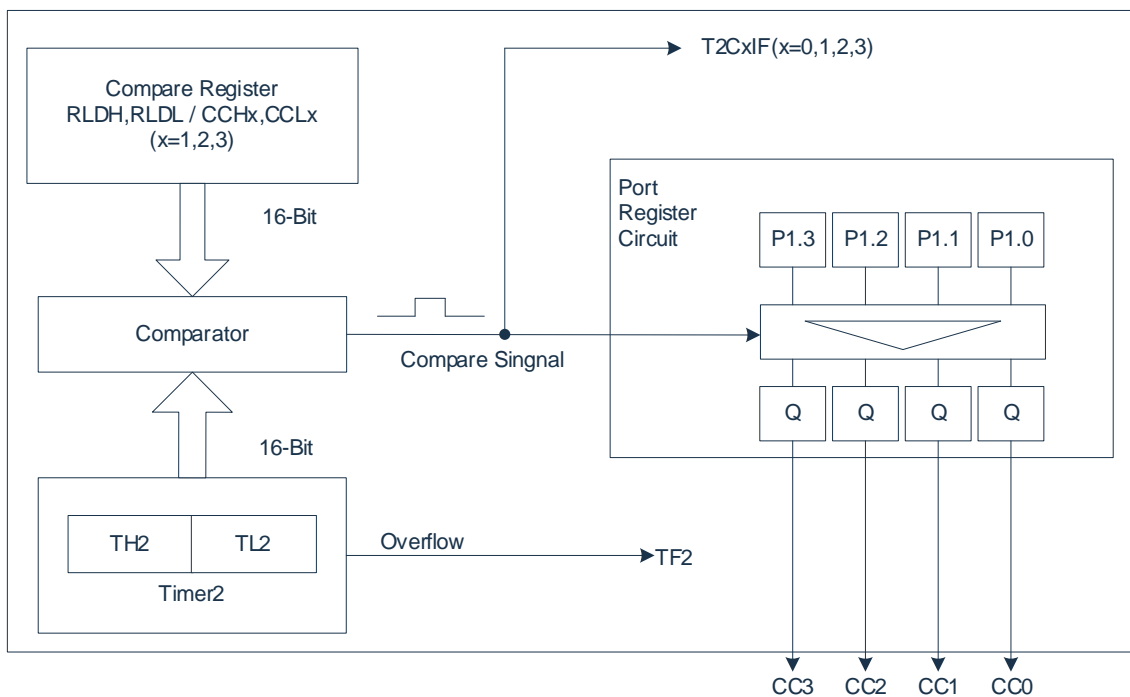 T2CxIF(x=0,1,2,3)
Compare Register
RLDH,RLDL / CCHx,CCLx
(x=1,2,3)
16-Bit
Port
Register
Circuit
P1.3 P1.2 P1.1 P1.0
Comparator
Compare Singnal
Q Q Q Q
16-Bit
TH2 TL2
Timer2
Overflow
TF2
CC3 CC2 CC1 CC0